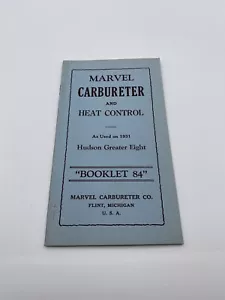 MARVEL
CARBURETER
AND
HEAT CONTROL
As Used on 1931
Hudson Greater Eight
"BOOKLET 84"
MARVEL CARBURETER CO.
FLINT, MICHIGAN
U. S. A.